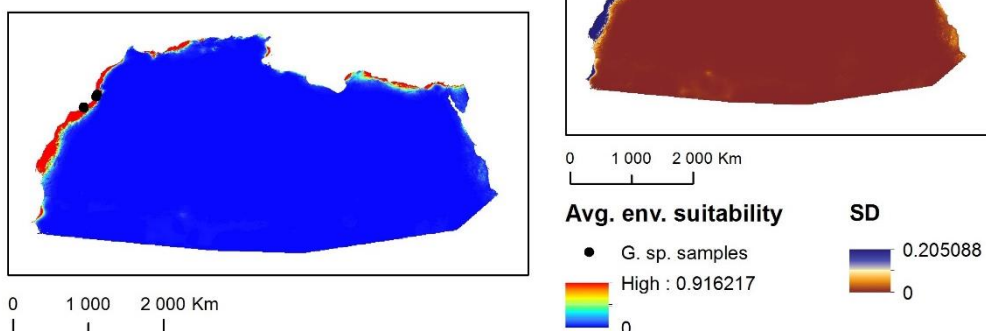 0 1 000 2 000 Km
0 1 000 2 000 Km
Avg. env. suitability
G. sp. samples
High : 0.916217
0
SD
0.205088
0